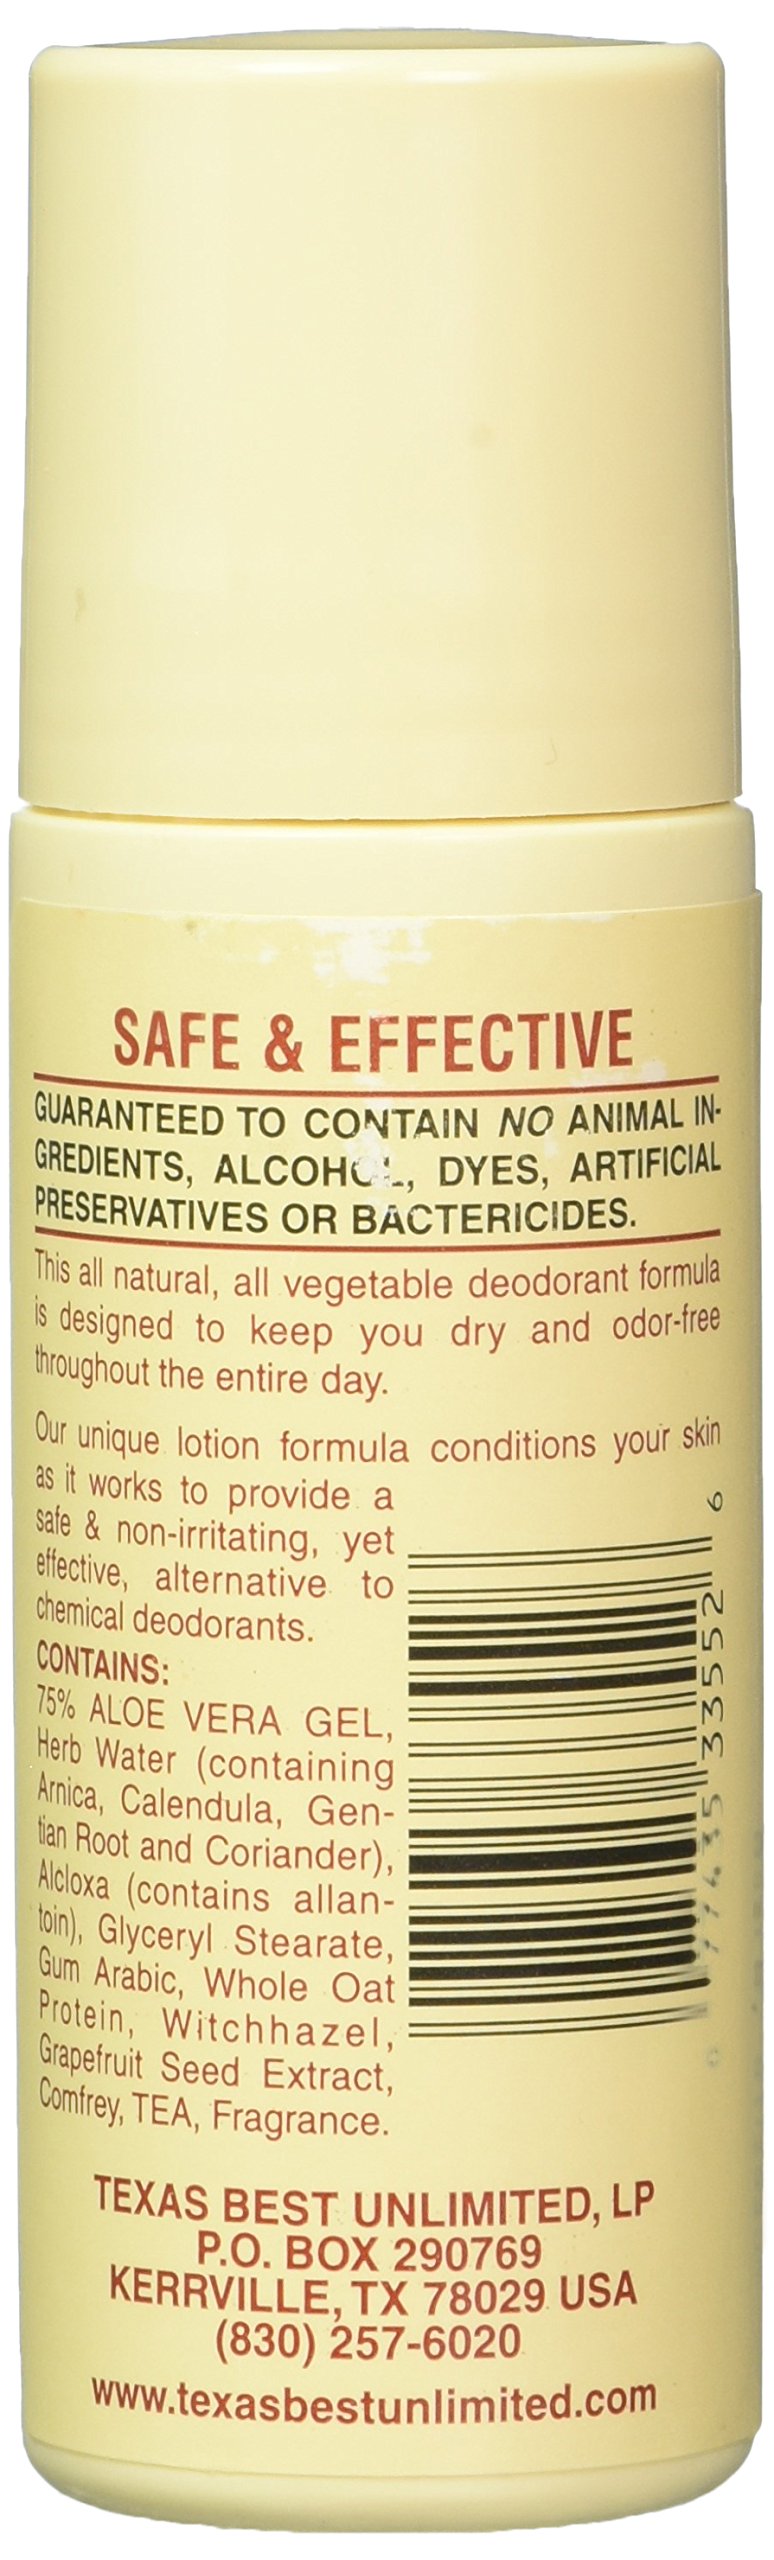 SAFE & EFFECTIVE
GUARANTEED TO CONTAIN NO ANIMAL IN-
GREDIENTS, ALCOHOL, DYES, ARTIFICIAL
PRESERVATIVES OR BACTERICIDES.
This all natural, all vegetable deodorant formula
is designed to keep you dry and odor-free
throughout the entire day.
Our unique lotion formula conditions your skin
as it works to provide a
safe & non-irritating, yet
effective, alternative to
chemical deodorants.
CONTAINS:
75% ALOE VERA GEL,
Herb Water (containing
Arnica, Calendula, Gen-
tian Root and Coriander),
Alcloxa (contains allan-
toin), Glyceryl Stearate,
Gum Arabic, Whole Oat
Protein, Witchhazel,
Grapefruit Seed Extract,
Comfrey, TEA, Fragrance.
33552 6
TEXAS BEST UNLIMITED, LP
P.O. BOX 290769
KERRVILLE, TX 78029 USA
(830) 257-6020
www.texasbestunlimited.com